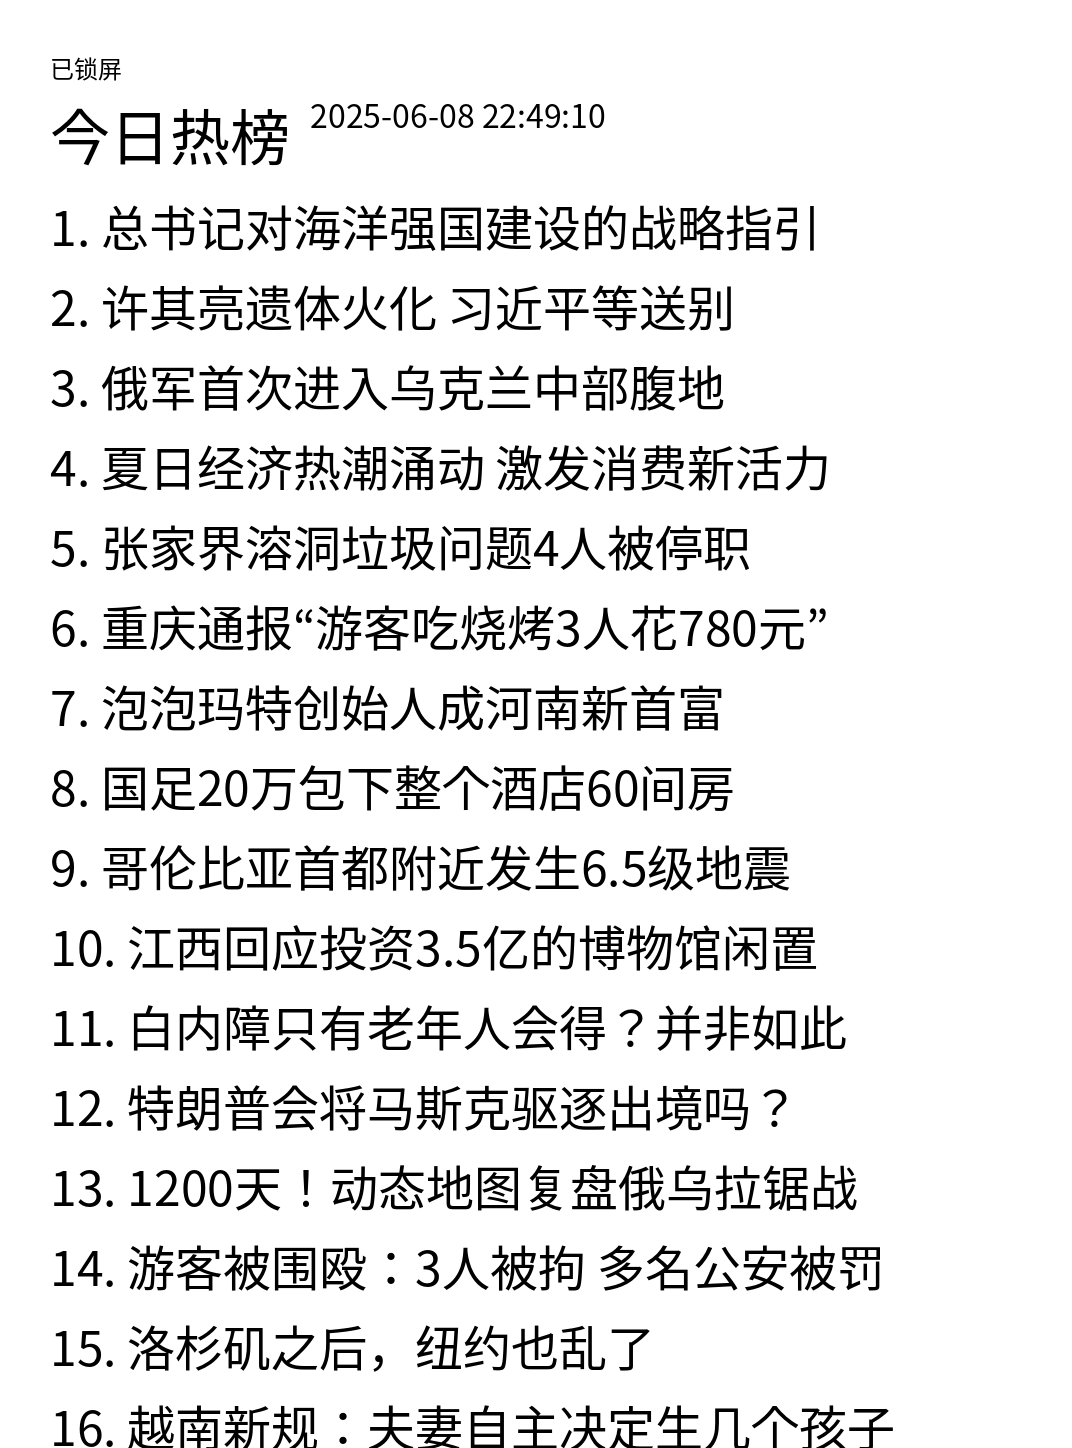 已锁屏
今日热榜 2025-06-08 22:49:10
1. 总书记对海洋强国建设的战略指引
2. 许其亮遗体火化 习近平等送别
3. 俄军首次进入乌克兰中部腹地
4. 夏日经济热潮涌动 激发消费新活力
5. 张家界溶洞垃圾问题4人被停职
6. 重庆通报“游客吃烧烤3人花780元”
7. 泡泡玛特创始人成河南新首富
8. 国足20万包下整个酒店60间房
9. 哥伦比亚首都附近发生6.5级地震
10. 江西回应投资3.5亿的博物馆闲置
11. 白内障只有老年人会得？并非如此
12. 特朗普会将马斯克驱逐出境吗？
13. 1200天！动态地图复盘俄乌拉锯战
14. 游客被围殴：3人被拘 多名公安被罚
15. 洛杉矶之后，纽约也乱了
16. 越南新规：夫妻自主决定生几个孩子